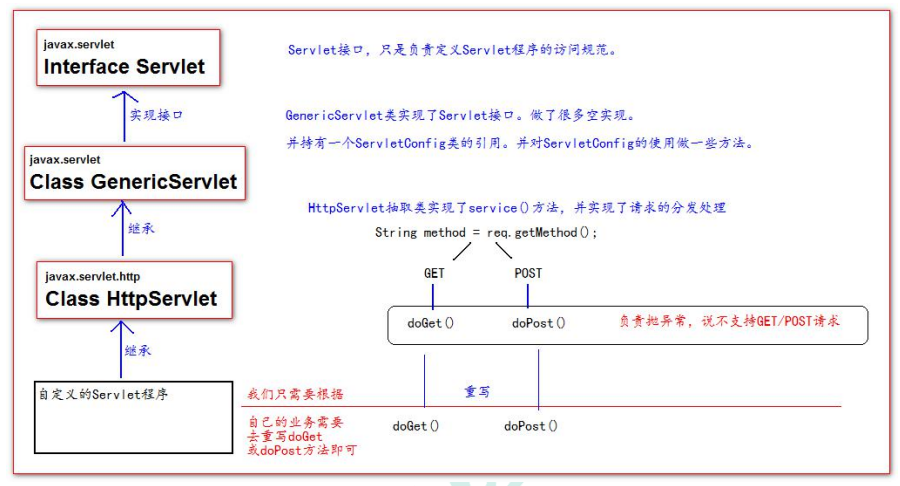 javax.servlet
Interface Servlet
Servlet接口，只是负责定义Servlet程序的访问规范。
实现接口
GenericServlet类实现了Servlet接口。做了很多空实现。
并持有一个ServletConfig类的引用。并对ServletConfig的使用做一些方法。
javax.servlet
Class GenericServlet
继承
HttpServlet抽取类实现了service()方法，并实现了请求的分发处理
String method = req.getMethod();
GET
POST
javax.servlet.http
Class HttpServlet
doGet()
doPost()
负责抛异常，说不支持GET/POST请求
继承
自定义的Servlet程序
我们只需要根据
重写
自己的业务需要
去重写doGet
或doPost方法即可
doGet()
doPost()